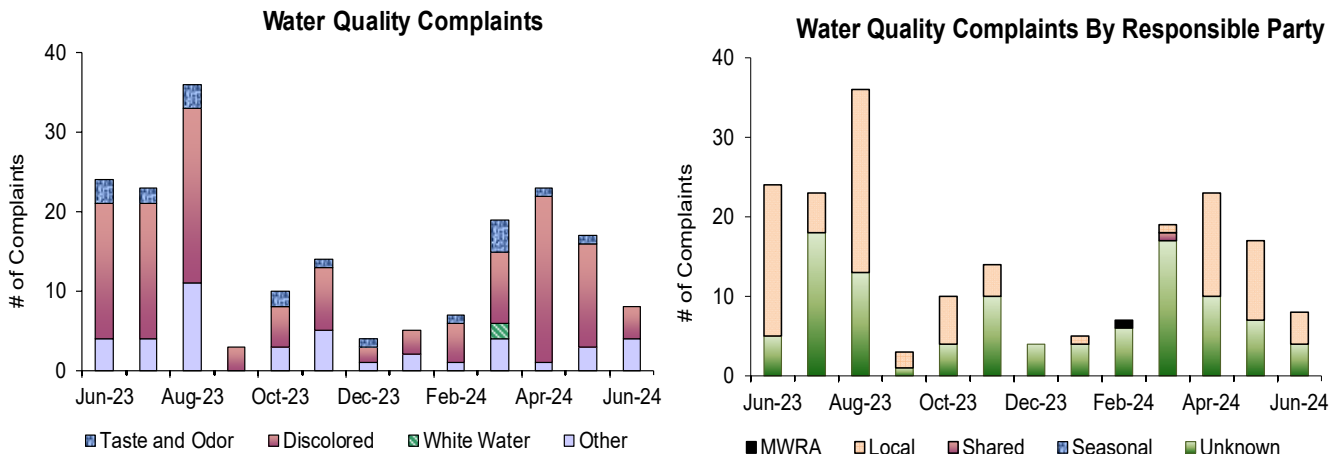 Water Quality Complaints
40
30
20
10
0
# of Complaints
Jun-23 Aug-23 Oct-23 Dec-23 Feb-24 Apr-24 Jun-24
Taste and Odor Discolored White Water Other
Water Quality Complaints By Responsible Party
40
30
20
10
0
# of Complaints
Jun-23 Aug-23 Oct-23 Dec-23 Feb-24 Apr-24 Jun-24
MWRA Local Shared Seasonal Unknown